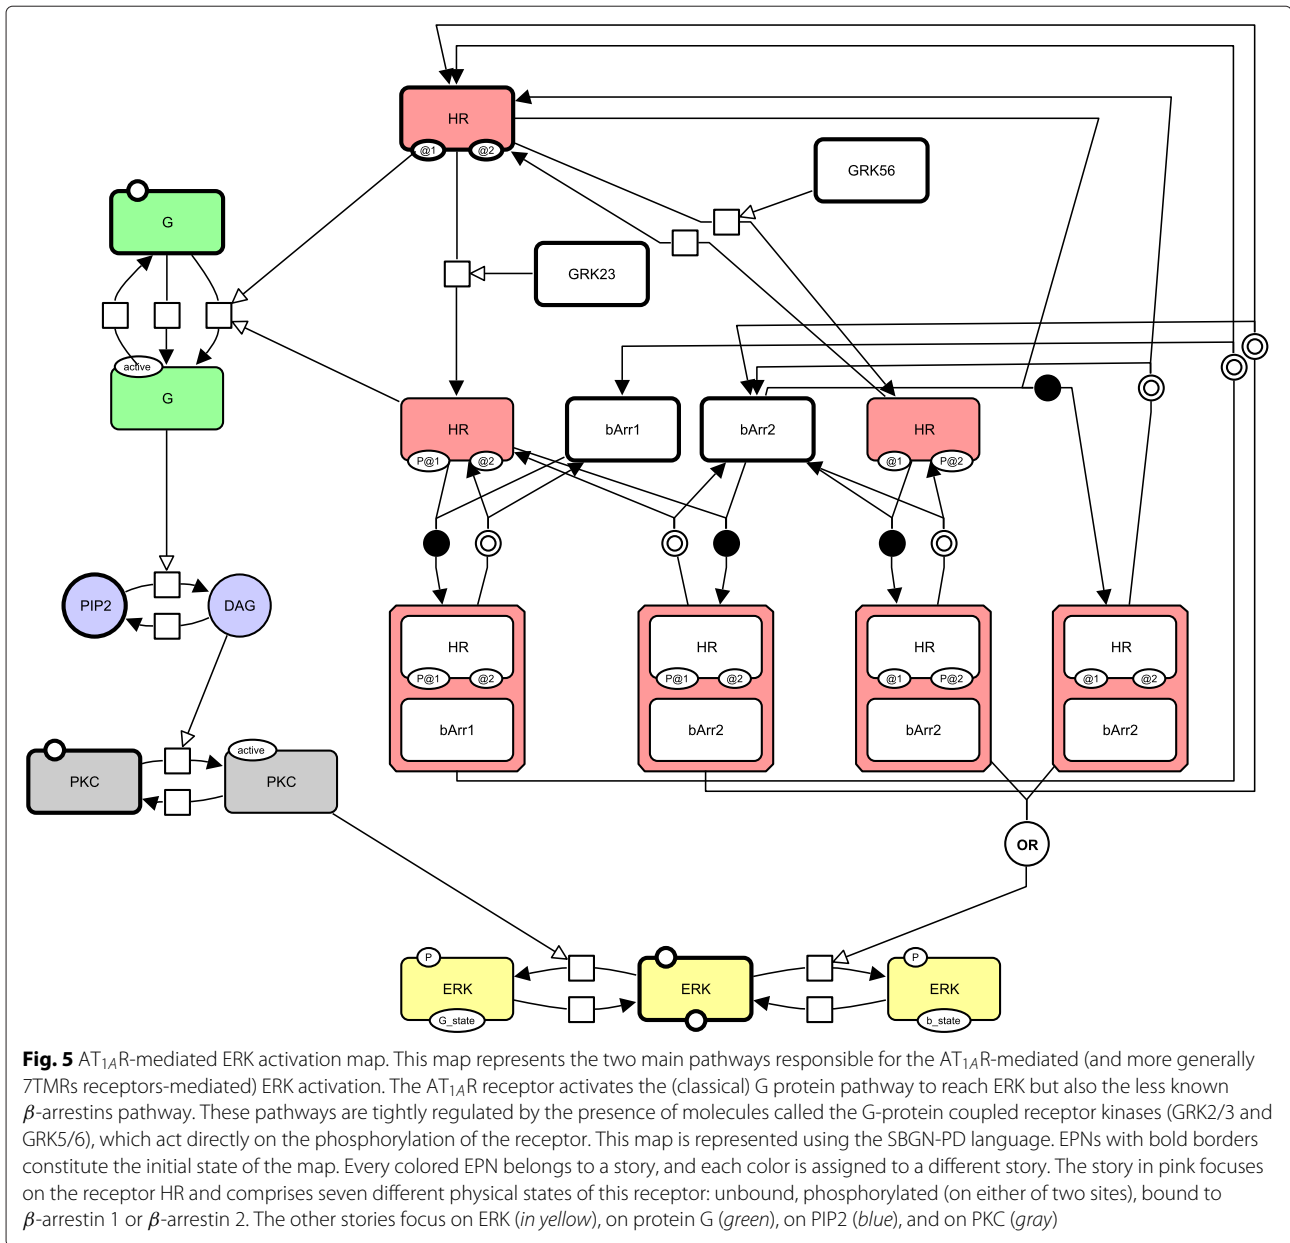 HR
@1 @2
GRK56
G
GRK23
active
G
HR
P@1 @2
bArr1
bArr2
HR
@1 P@2
PIP2
DAG
HR
P@1 @2
bArr1
HR
P@1 @2
bArr2
HR
@1 P@2
bArr2
HR
@1 @2
bArr2
PKC
active
PKC
OR
P
ERK
G_state
ERK
P
ERK
b_state
Fig. 5 AT1AR-mediated ERK activation map. This map represents the two main pathways responsible for the AT1AR-mediated (and more generally
7TMRs receptors-mediated) ERK activation. The AT1AR receptor activates the (classical) G protein pathway to reach ERK but also the less known
β-arrestins pathway. These pathways are tightly regulated by the presence of molecules called the G-protein coupled receptor kinases (GRK2/3 and
GRK5/6), which act directly on the phosphorylation of the receptor. This map is represented using the SBGN-PD language. EPNs with bold borders
constitute the initial state of the map. Every colored EPN belongs to a story, and each color is assigned to a different story. The story in pink focuses
on the receptor HR and comprises seven different physical states of this receptor: unbound, phosphorylated (on either of two sites), bound to
β-arrestin 1 or β-arrestin 2. The other stories focus on ERK (in yellow), on protein G (green), on PIP2 (blue), and on PKC (gray)